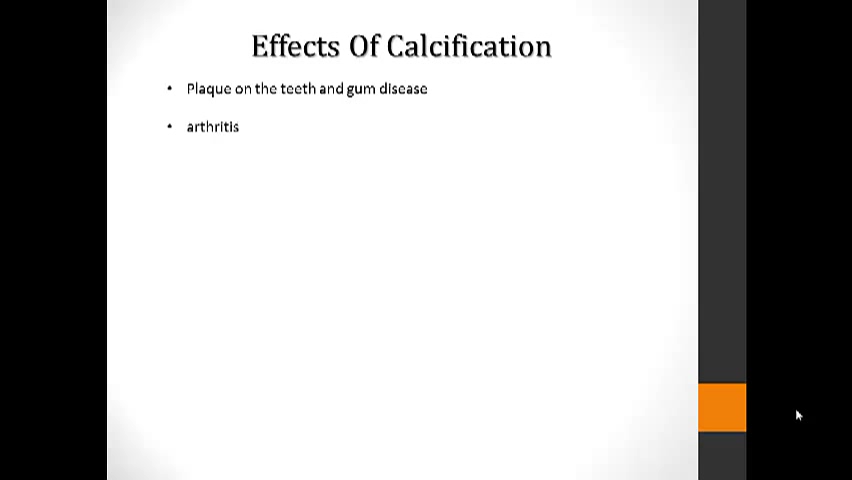 Effects Of Calcification
• Plaque on the teeth and gum disease
• arthritis